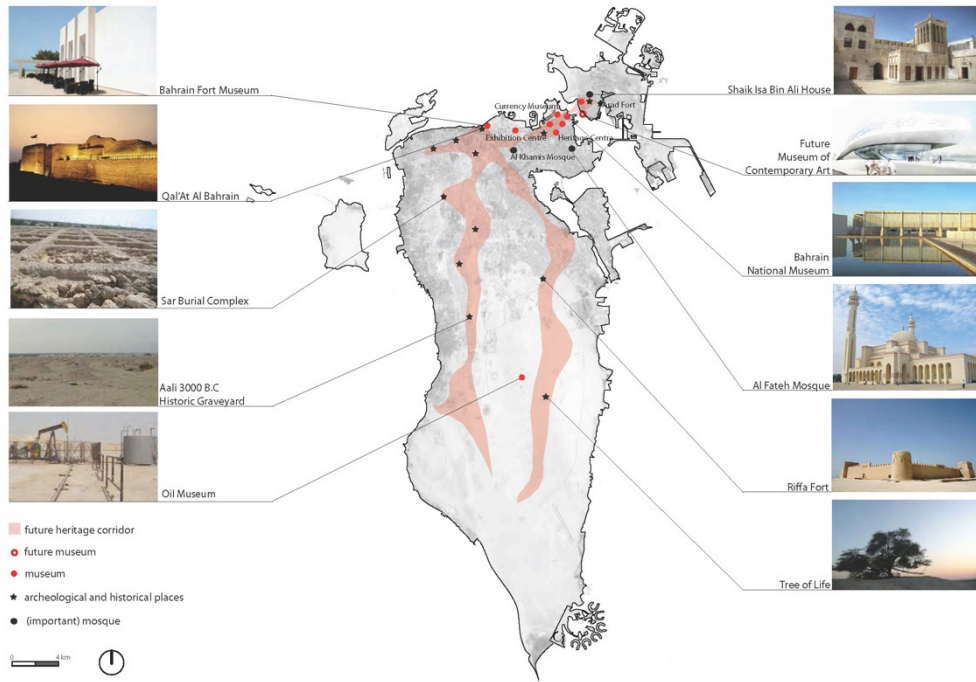 Bahrain Fort Museum
Qal'At Al Bahrain
Sar Burial Complex
Aali 3000 B.C
Historic Graveyard
Oil Museum
future heritage corridor
future museum
museum
archeological and historical places
(important) mosque
0 4 km
Currency Museum
Arad Fort
Exhibition Centre
Heritage Centre
Al Khamis Mosque
Shaik Isa Bin Ali House
Future
Museum of
Contemporary Art
Bahrain
National Museum
Al Fateh Mosque
Riffa Fort
Tree of Life